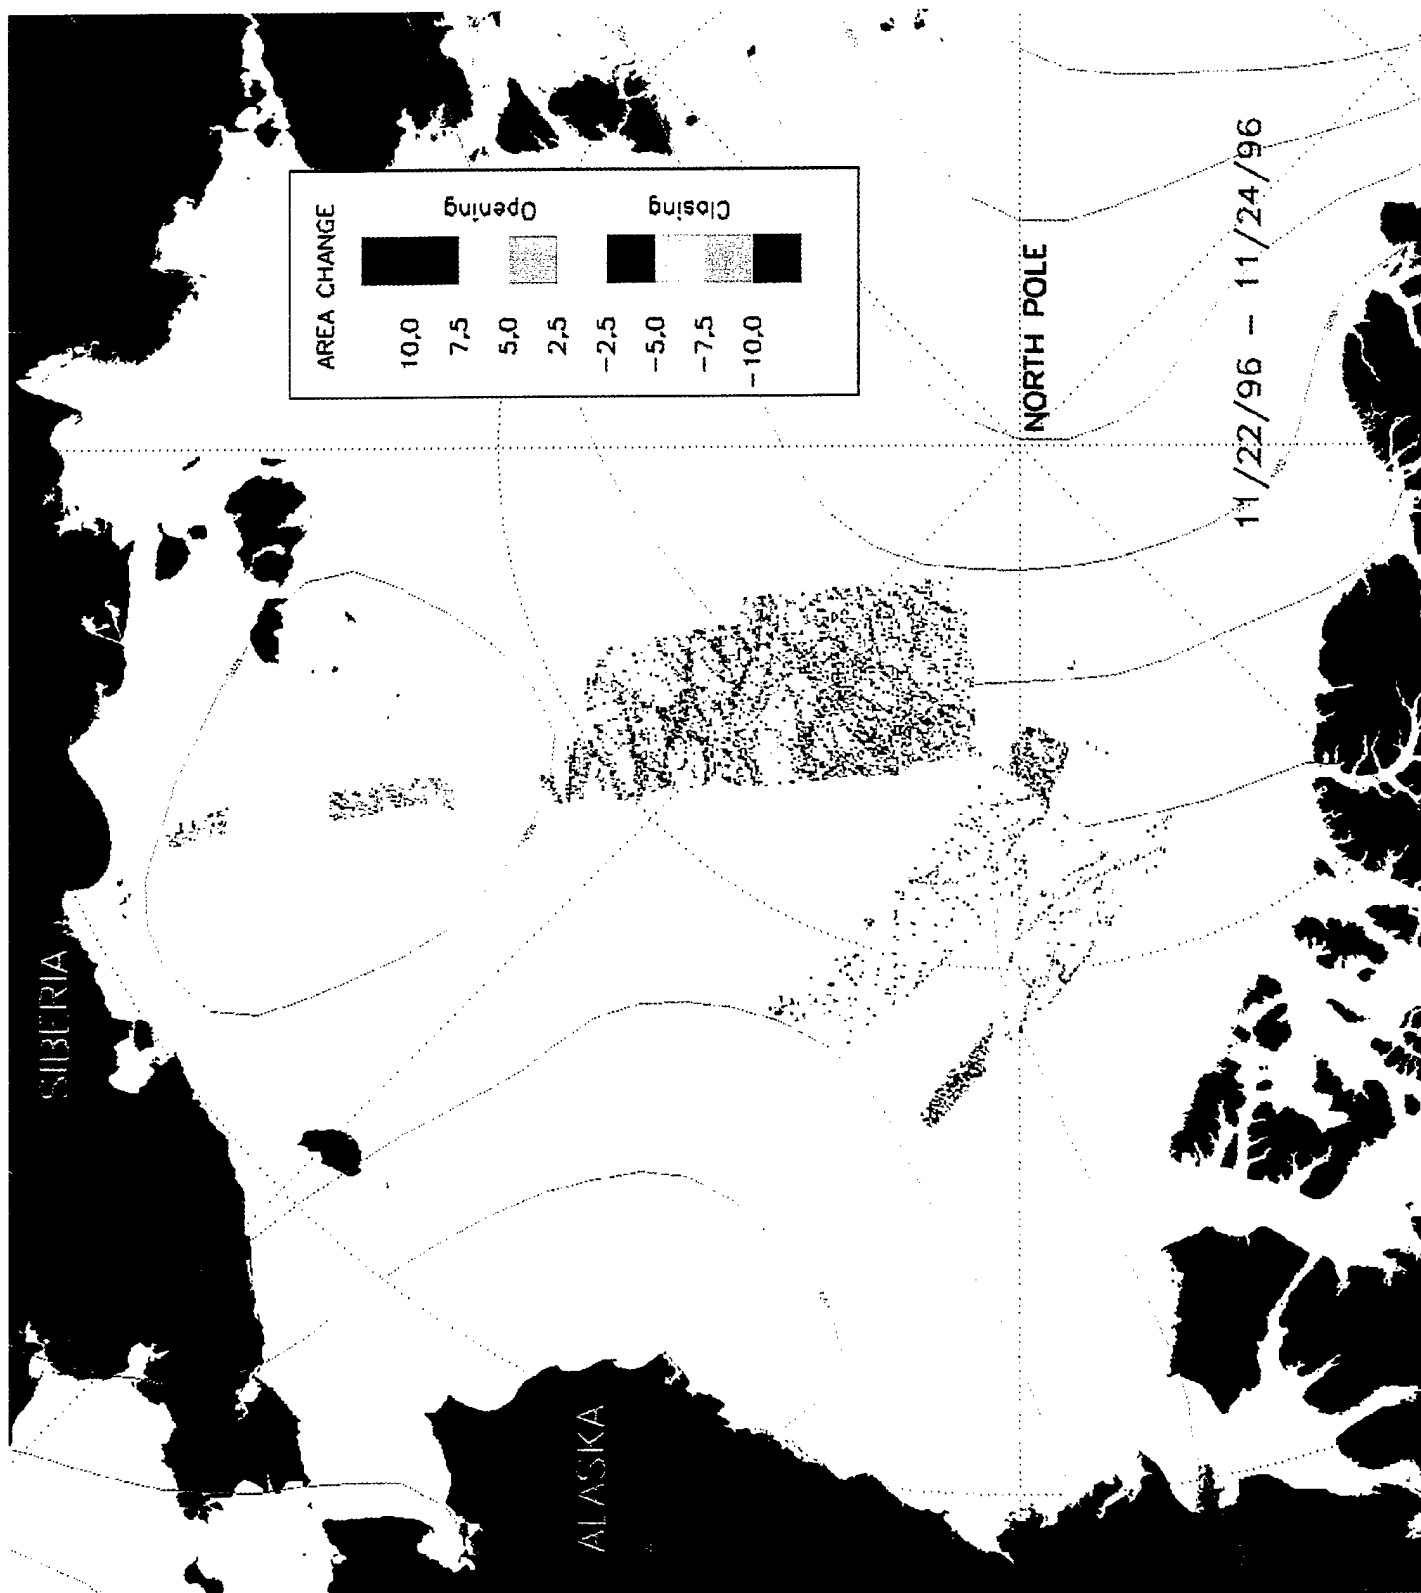 SIBERIA
ALASKA
AREA CHANGE
10,0
7,5
5,0
2,5
-2,5
-5,0
-7,5
-10,0
Opening
Closing
NORTH POLE
11/22/96 - 11/24/96